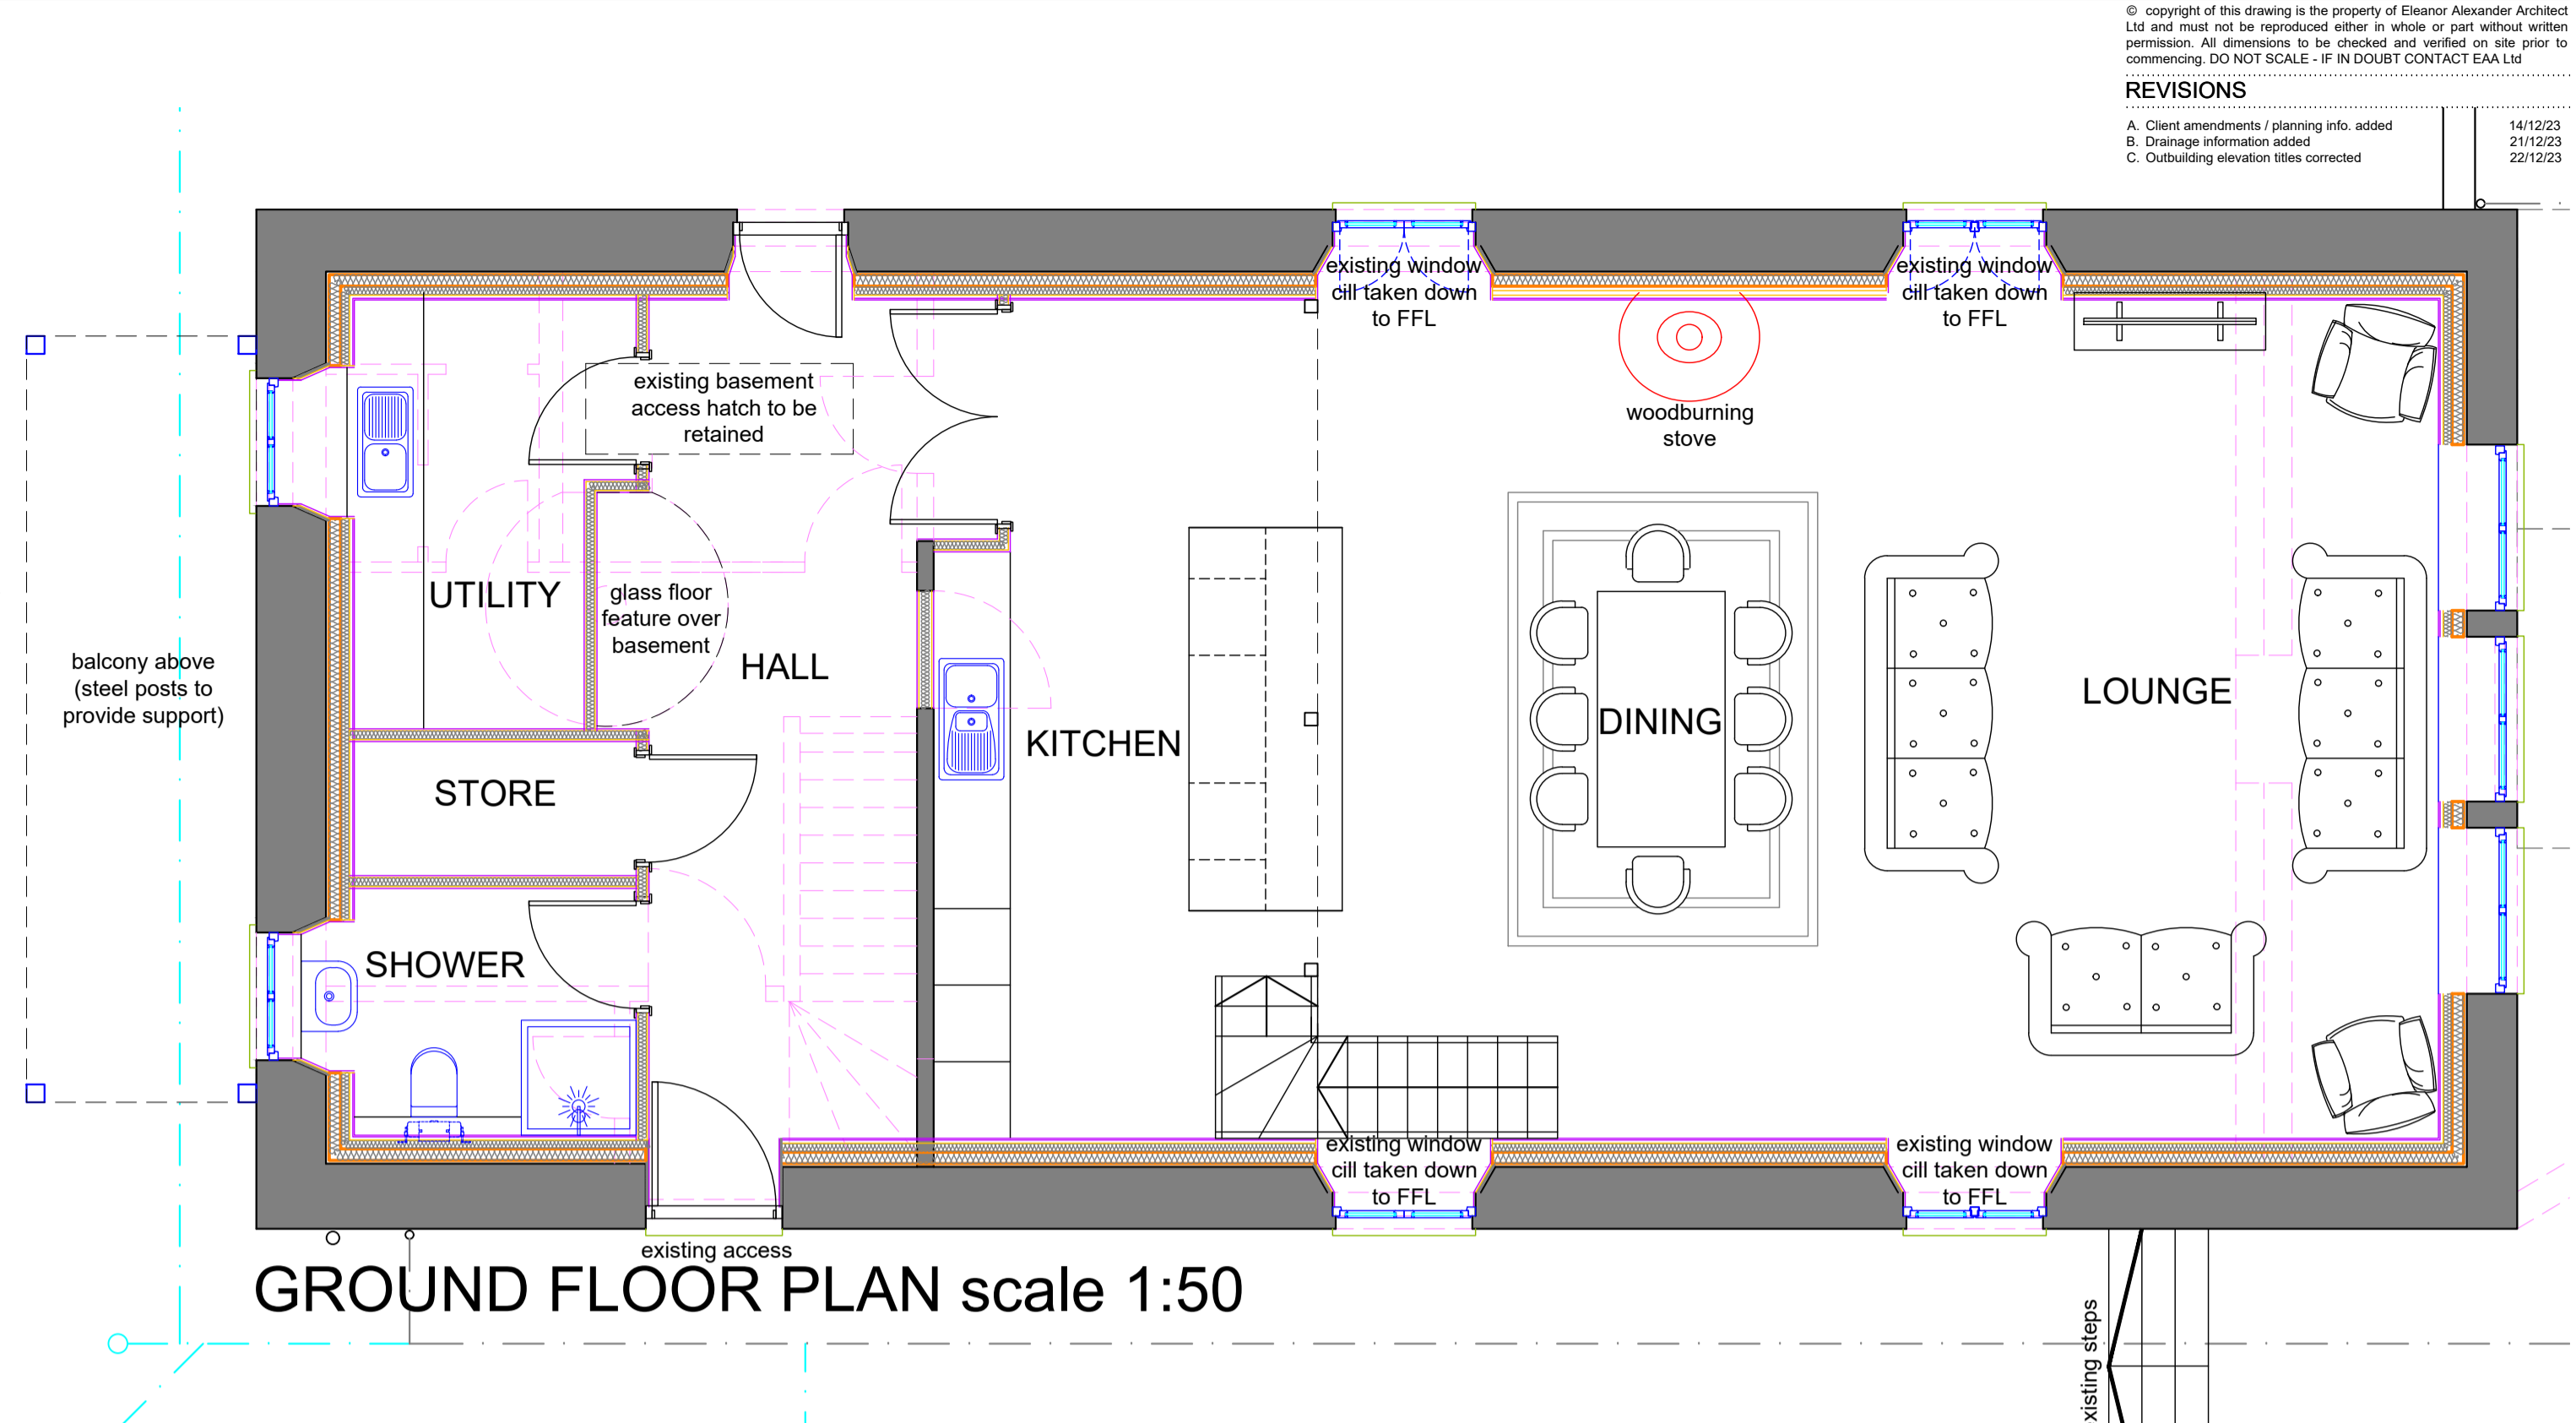 © copyright of this drawing is the property of Eleanor Alexander Architect
Ltd and must not be reproduced either in whole or part without written
permission. All dimensions to be checked and verified on site prior to
commencing. DO NOT SCALE - IF IN DOUBT CONTACT EAA Ltd
REVISIONS
A. Client amendments / planning info. added 14/12/23
B. Drainage information added 21/12/23
C. Outbuilding elevation titles corrected 22/12/23
existing window
cill taken down
to FFL
existing window
cill taken down
to FFL
existing basement
access hatch to be
retained
woodburning
stove
UTILITY
glass floor
feature over
basement
HALL
balcony above
(steel posts to
provide support)
KITCHEN
DINING
LOUNGE
STORE
SHOWER
existing window
cill taken down
to FFL
existing window
cill taken down
to FFL
existing access
GROUND FLOOR PLAN scale 1:50
xisting steps